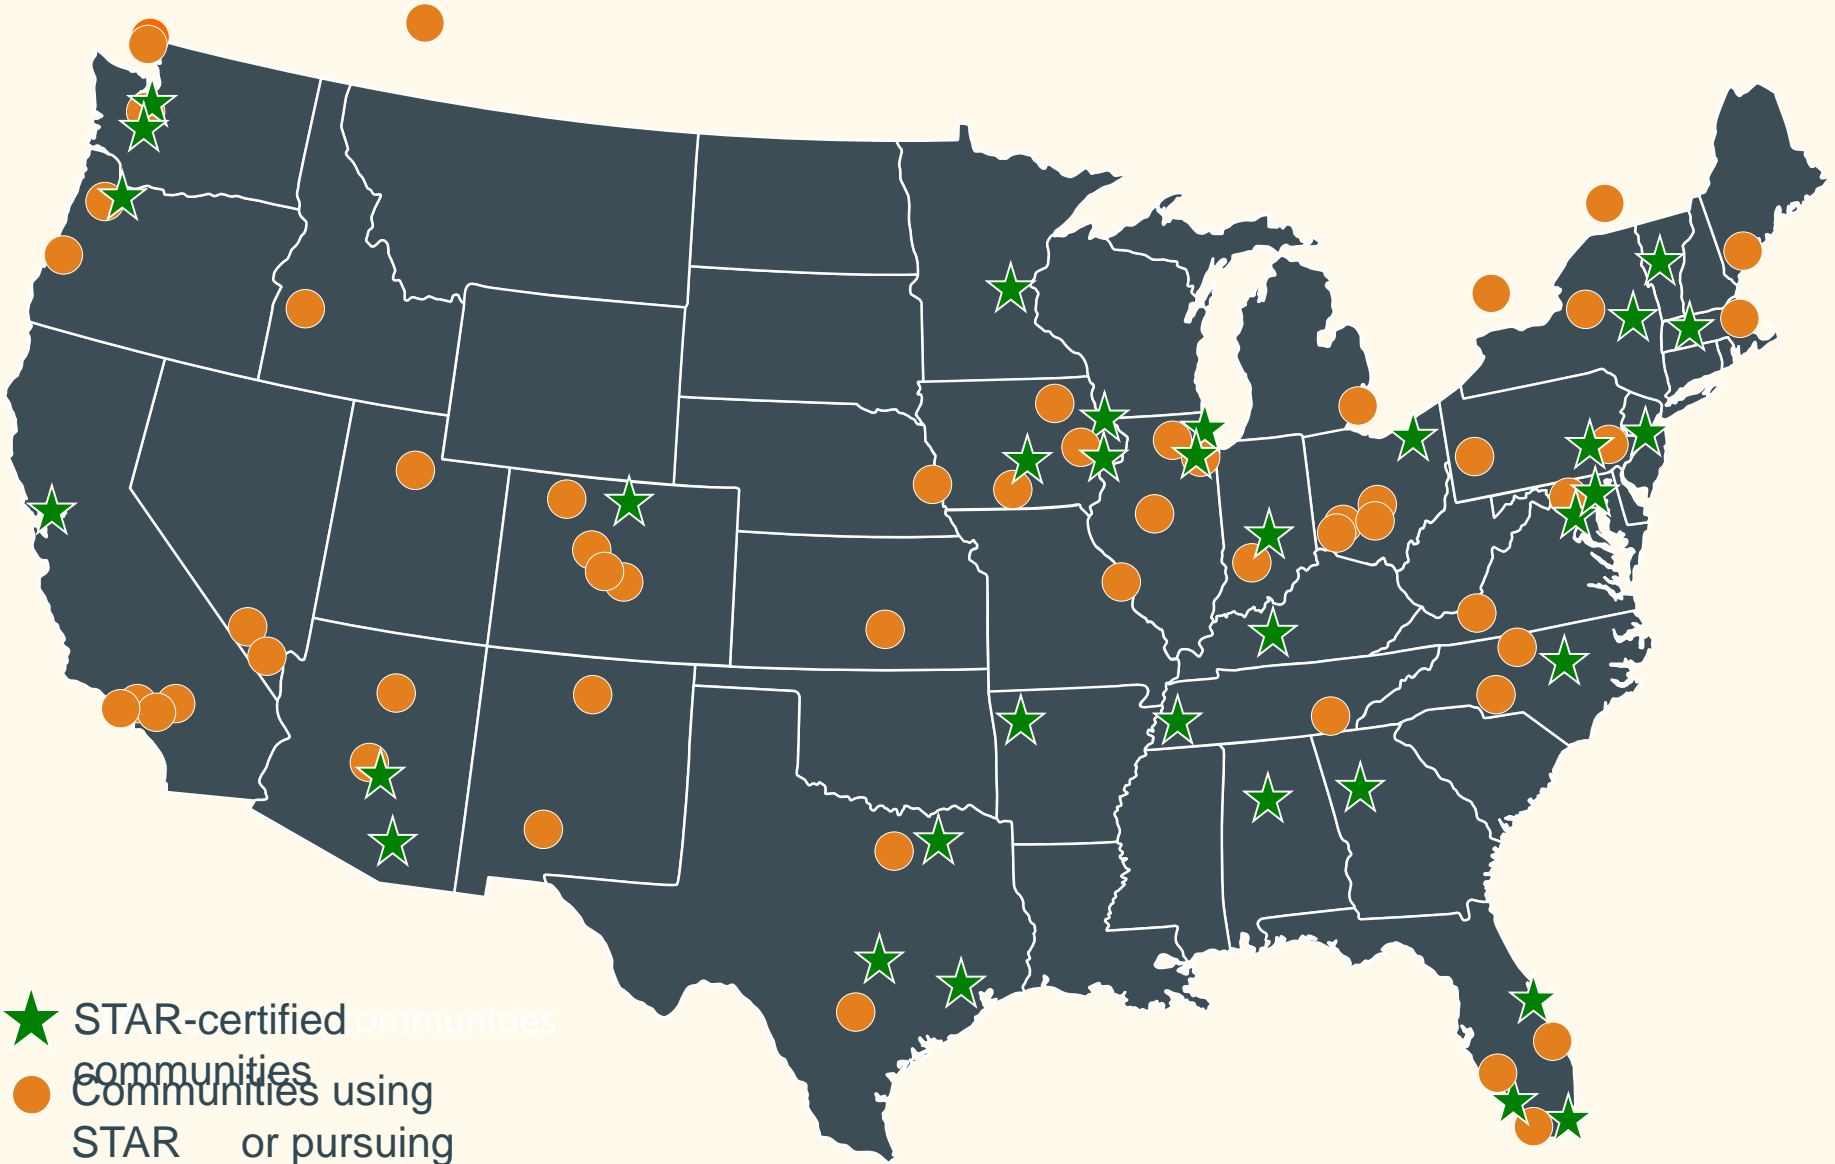 STAR-certified communities
communities
Communities using
STAR or pursuing